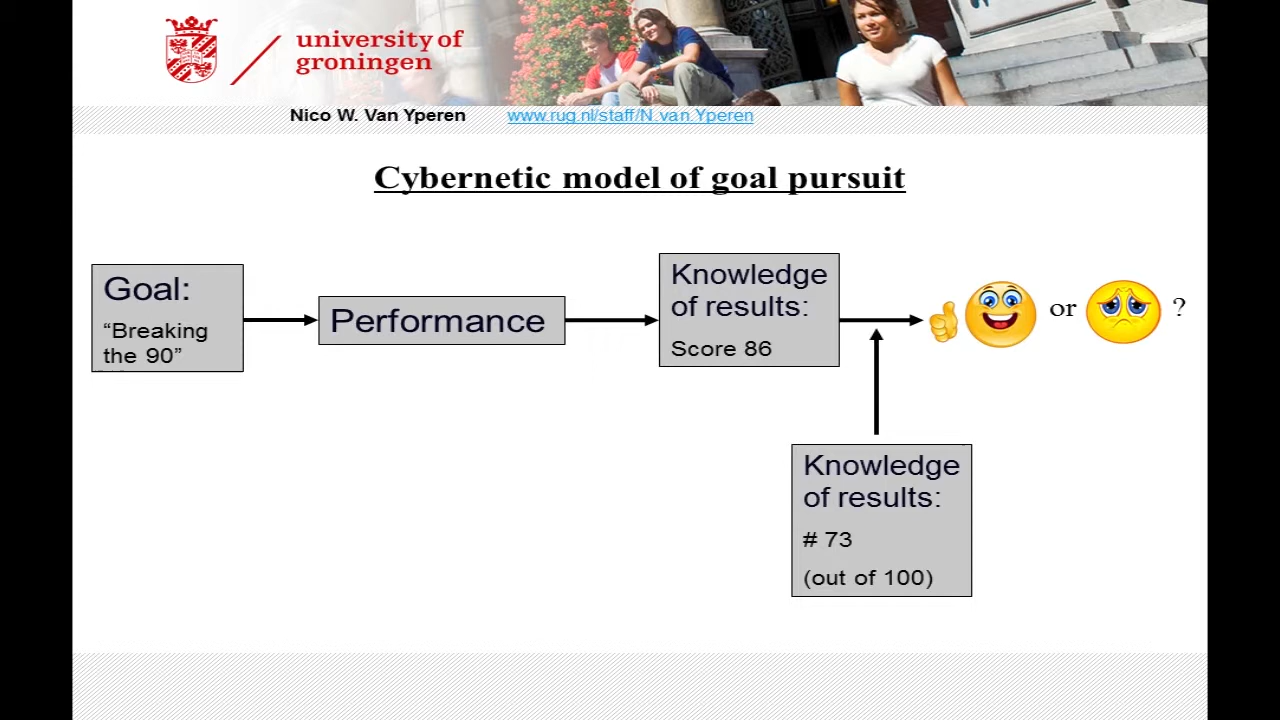 university of
groningen
Nico W. Van Yperen www.rug.nl/staff/N.van.Yperen
Cybernetic model of goal pursuit
Goal:
“Breaking
the 90”
Performance
Knowledge
of results:
Score 86
or ?
Knowledge
of results:
# 73
(out of 100)